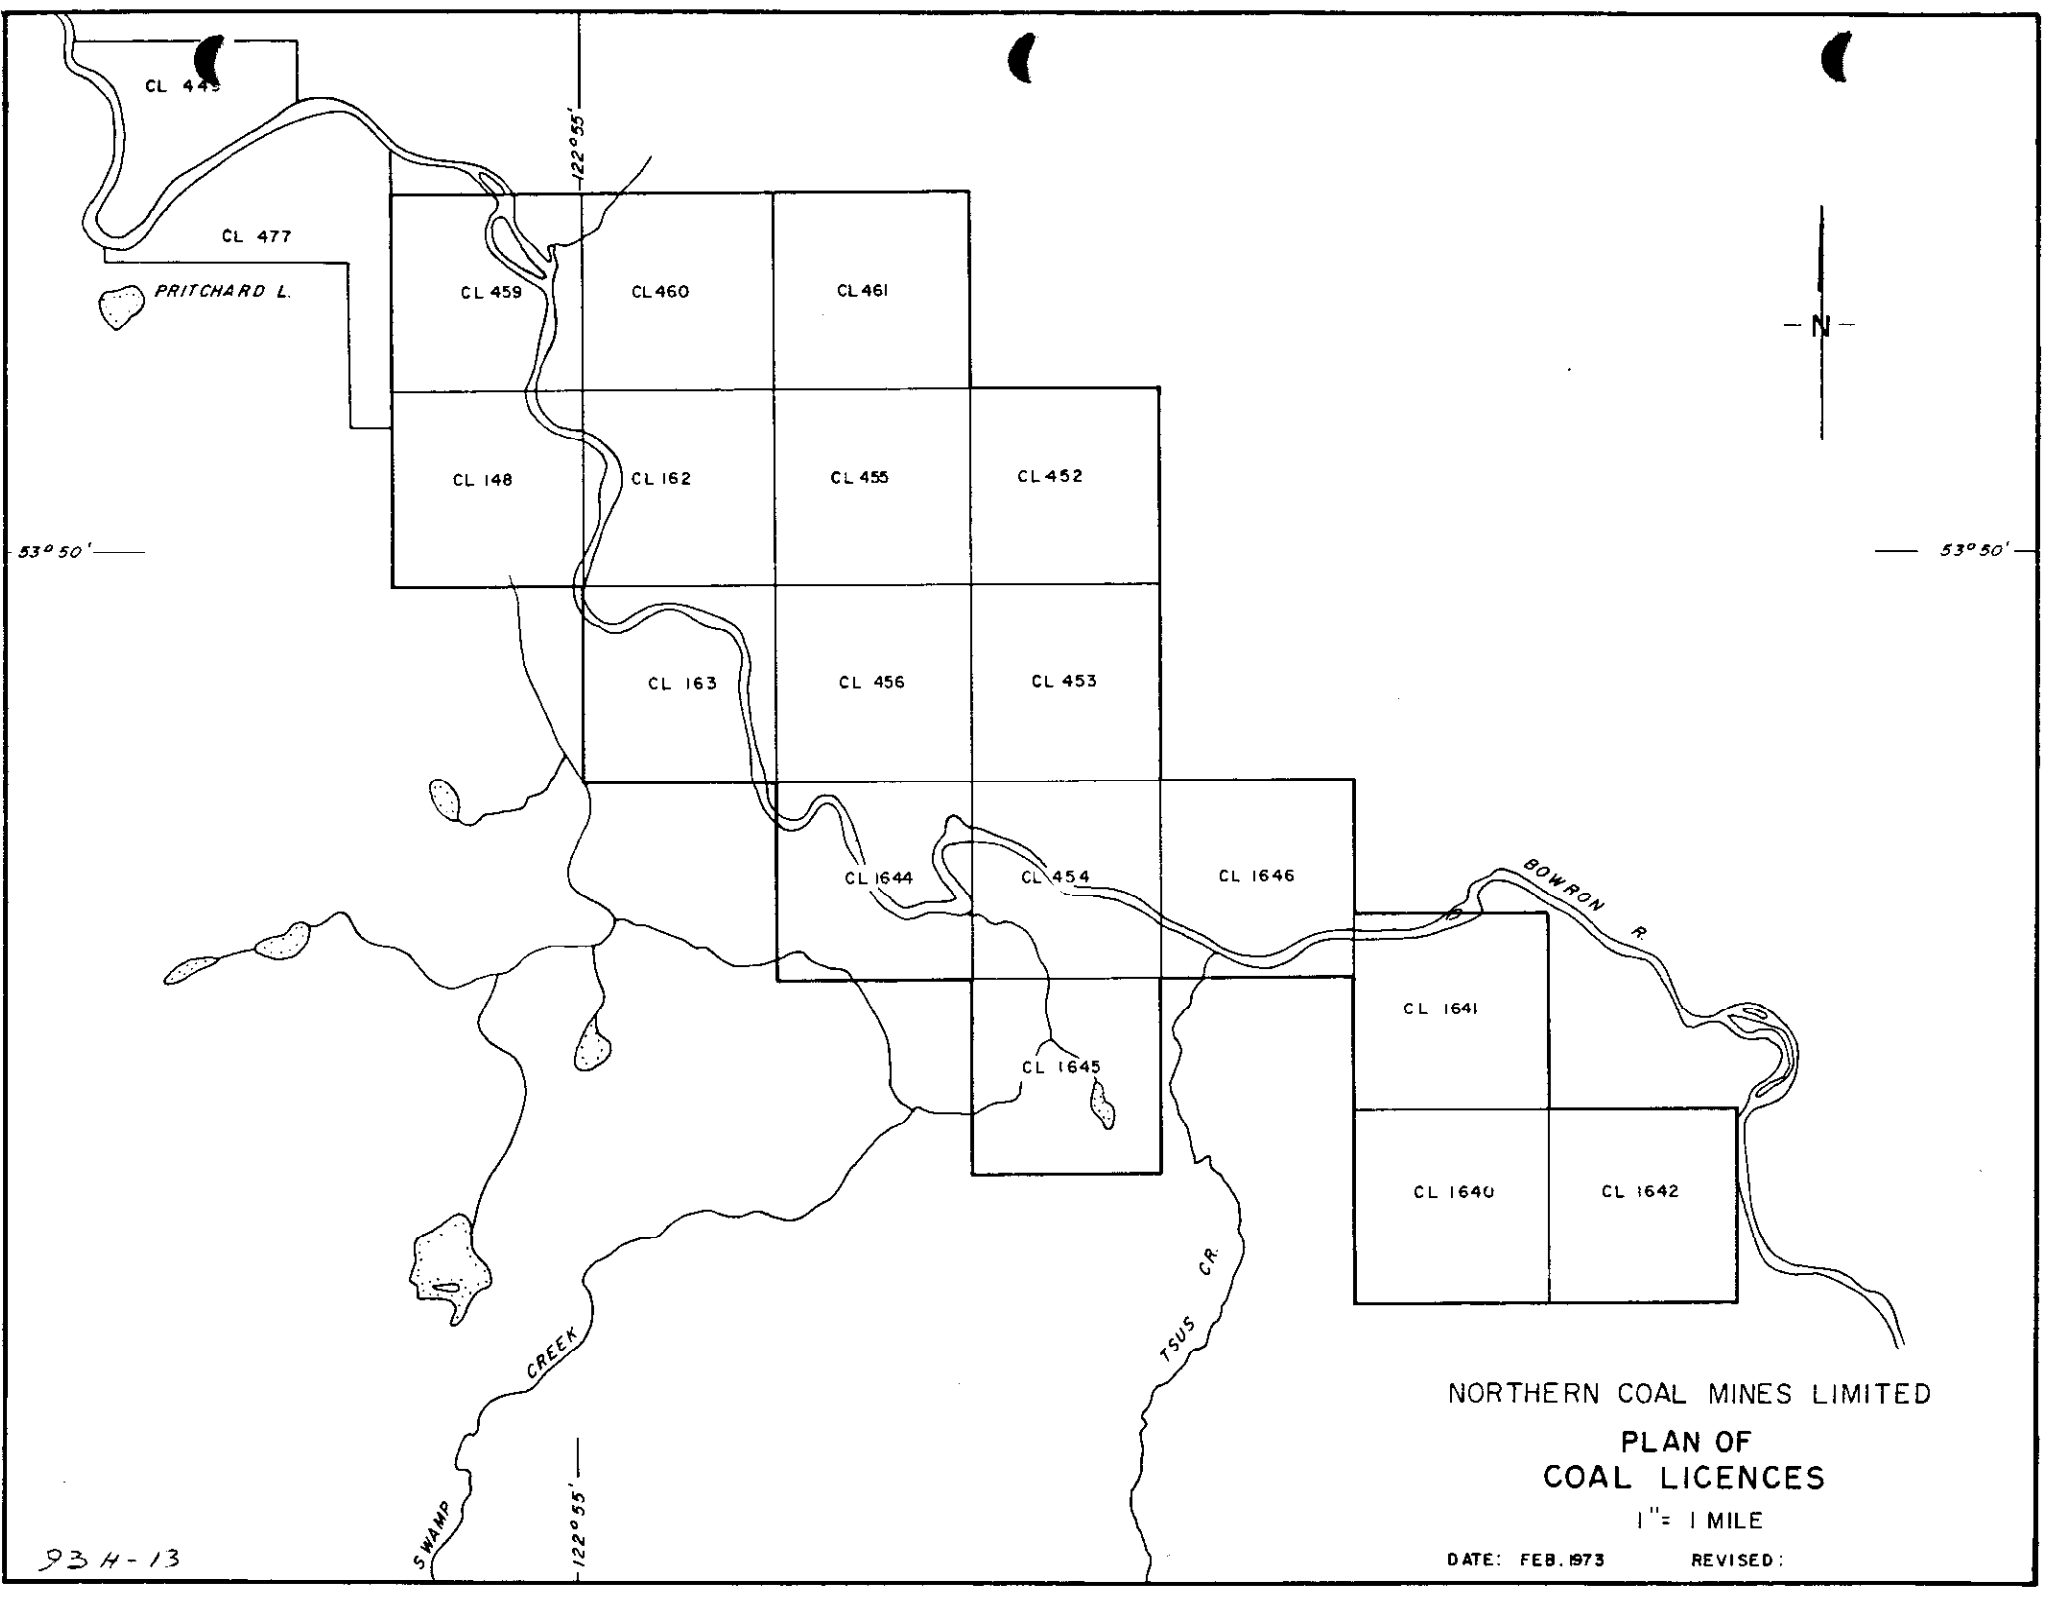 CL 445
122° 55'
CL 477
PRITCHARD L.
CL 459
CL 460
CL 461
N
CL 148
CL 162
CL 455
CL 452
53° 50'
53° 50'
CL 163
CL 456
CL 453
CL 1644
CL 454
CL 1646
BOWRON R.
CL 1641
CL 1645
CL 1640
CL 1642
TSUS CR.
SWAMP CREEK
122° 55'
NORTHERN COAL MINES LIMITED
PLAN OF
COAL LICENCES
1" = 1 MILE
DATE: FEB. 1973 REVISED:
93 H-13